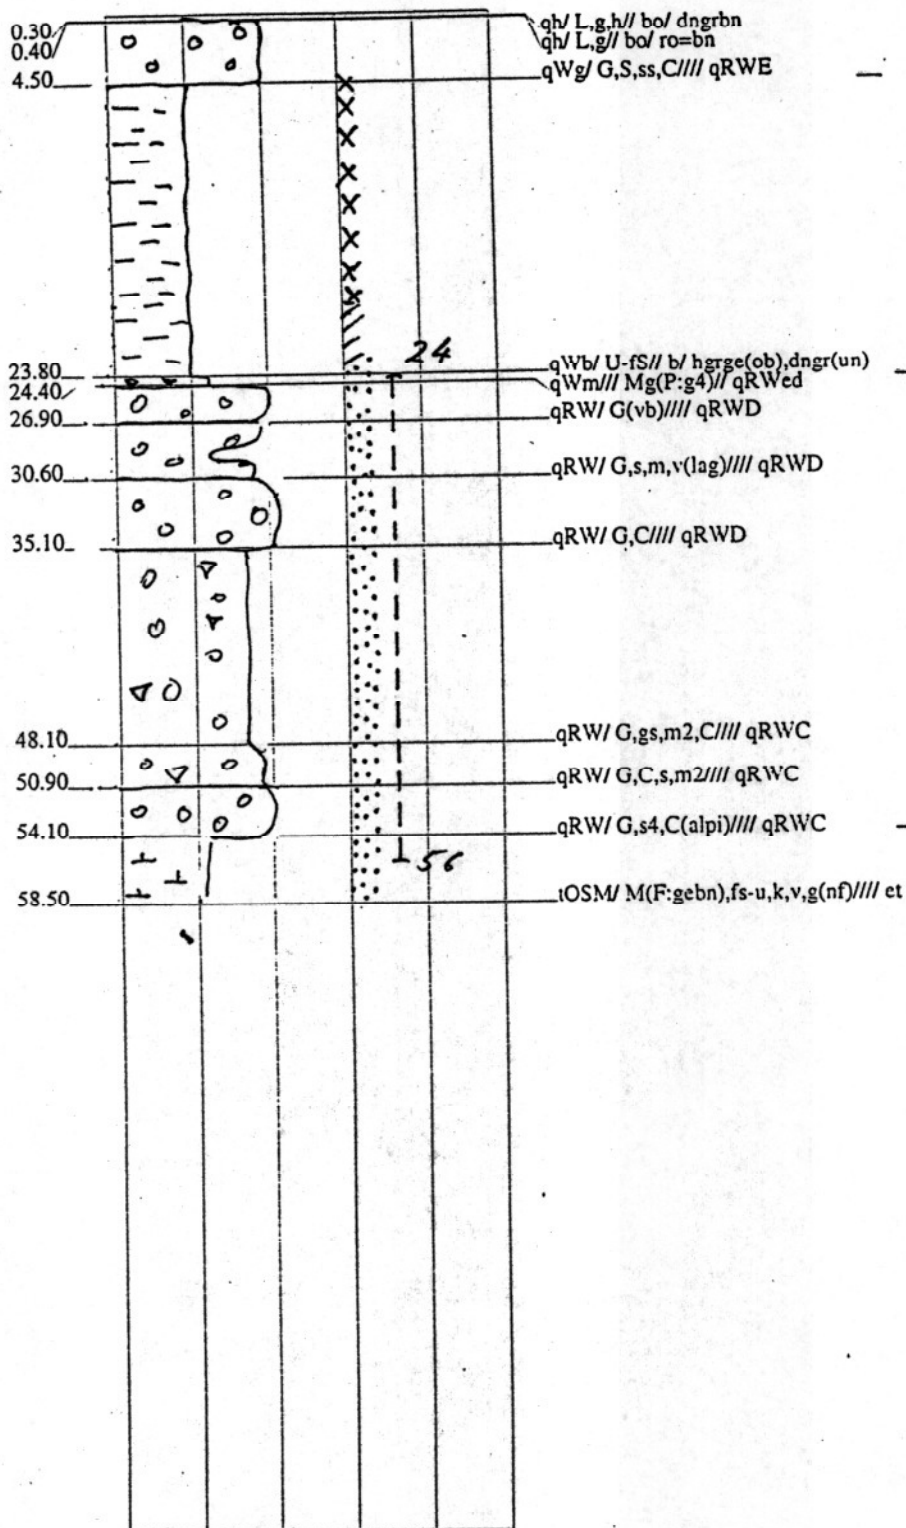 0.30 qh/ L,g,h// bo/ dngrbn
0.40 qh/ L,g// bo/ ro=bn
4.50 qWg/ G,S,ss,C//// qRWE
24
23.80 qWb/ U-fS// b/ hgrge(ob),dngr(un)
24.40 qWm/// Mg(P:g4)// qRWed
26.90 qRW/ G(vb)//// qRWD
30.60 qRW/ G,s,m,v(lag)//// qRWD
35.10 qRW/ G,C//// qRWD
48.10 qRW/ G,gs,m2,C//// qRWC
50.90 qRW/ G,C,s,m2//// qRWC
54.10 qRW/ G,s4,C(alpi)//// qRWC
56
58.50 tOSM/ M(F:gebn),fs-u,k,v,g(nf)//// et